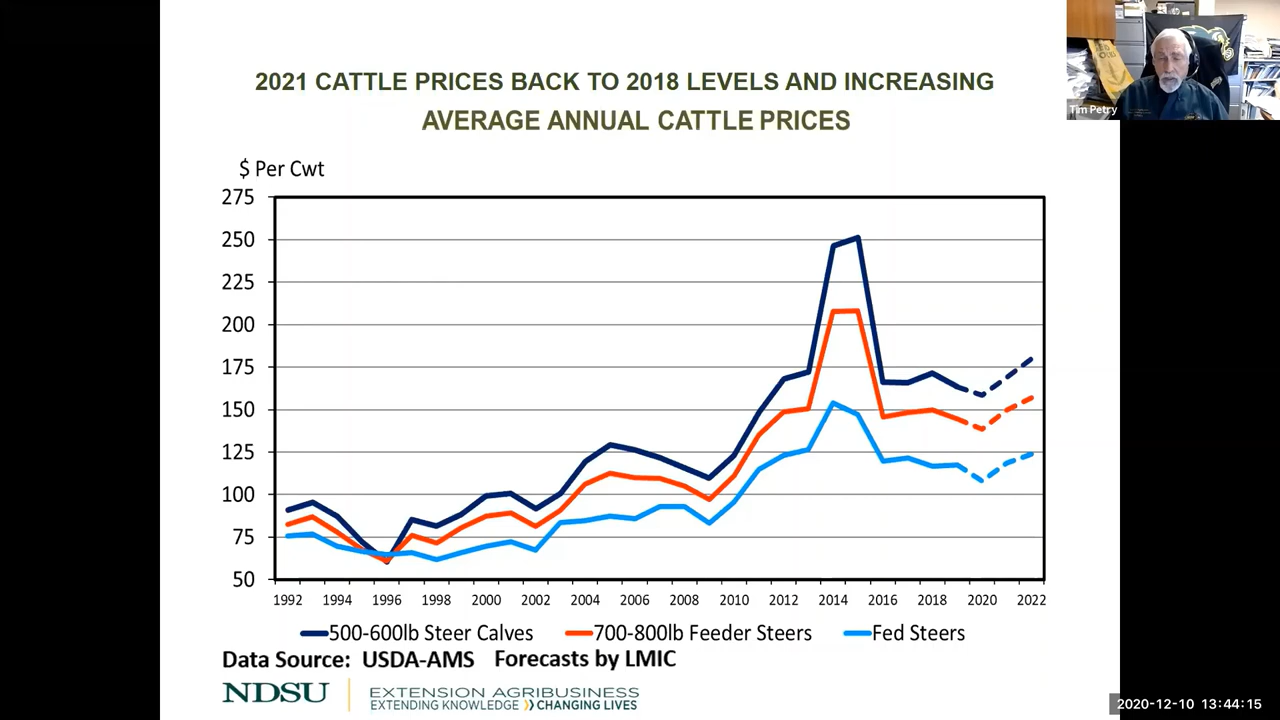 2021 CATTLE PRICES BACK TO 2018 LEVELS AND INCREASING
AVERAGE ANNUAL CATTLE PRICES
Tim Petry
$ Per Cwt
275
250
225
200
175
150
125
100
75
50
1992 1994 1996 1998 2000 2002 2004 2006 2008 2010 2012 2014 2016 2018 2020 2022
500-600lb Steer Calves 700-800lb Feeder Steers Fed Steers
Data Source: USDA-AMS Forecasts by LMIC
NDSU EXTENSION AGRIBUSINESS
EXTENDING KNOWLEDGE CHANGING LIVES
2020-12-10 13:44:15